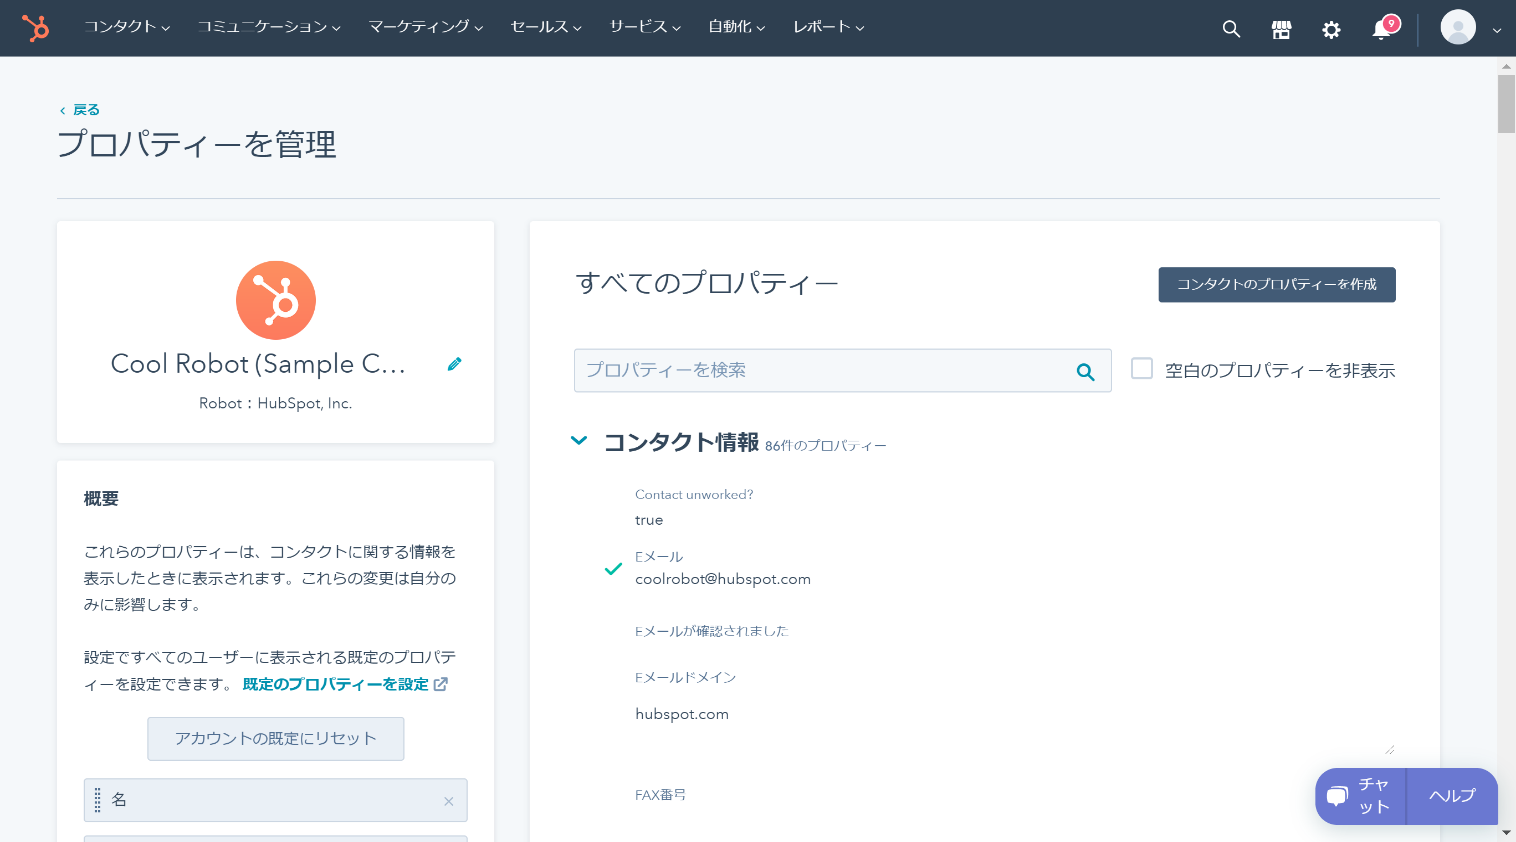 コンタクト コミュニケーション マーケティング セールス サービス 自動化 レポート 9
戻る
プロパティーを管理
Cool Robot (Sample C...
Robot：HubSpot, Inc.
概要
これらのプロパティーは、コンタクトに関する情報を
表示したときに表示されます。これらの変更は自分の
みに影響します。
設定ですべてのユーザーに表示される既定のプロパテ
ィーを設定できます。 既定のプロパティーを設定
アカウントの既定にリセット
名
すべてのプロパティー
コンタクトのプロパティーを作成
プロパティーを検索
空白のプロパティーを非表示
コンタクト情報 86件のプロパティー
Contact unworked?
true
Eメール
coolrobot@hubspot.com
Eメールが確認されました
Eメールドメイン
hubspot.com
FAX番号
チャ
ット
ヘルプ